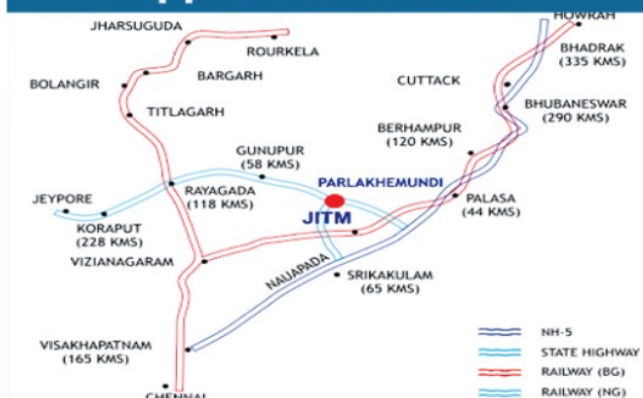 HOWRAH
JHARSUGUDA
ROURKELA
BHADRAK
(335 KMS)
BOLANGIR
BARGARH
CUTTACK
TITLAGARH
BHUBANESWAR
(290 KMS)
BERHAMPUR
(120 KMS)
GUNUPUR
(58 KMS)
PARLAKHEMUNDI
JEYPORE
RAYAGADA
(118 KMS)
JITM
PALASA
(44 KMS)
KORAPUT
(228 KMS)
VIZIANAGARAM
NAUAPADA
SRIKAKULAM
(65 KMS)
VISAKHAPATNAM
(165 KMS)
CHENNAI
NH-5
STATE HIGHWAY
RAILWAY (BG)
RAILWAY (NG)